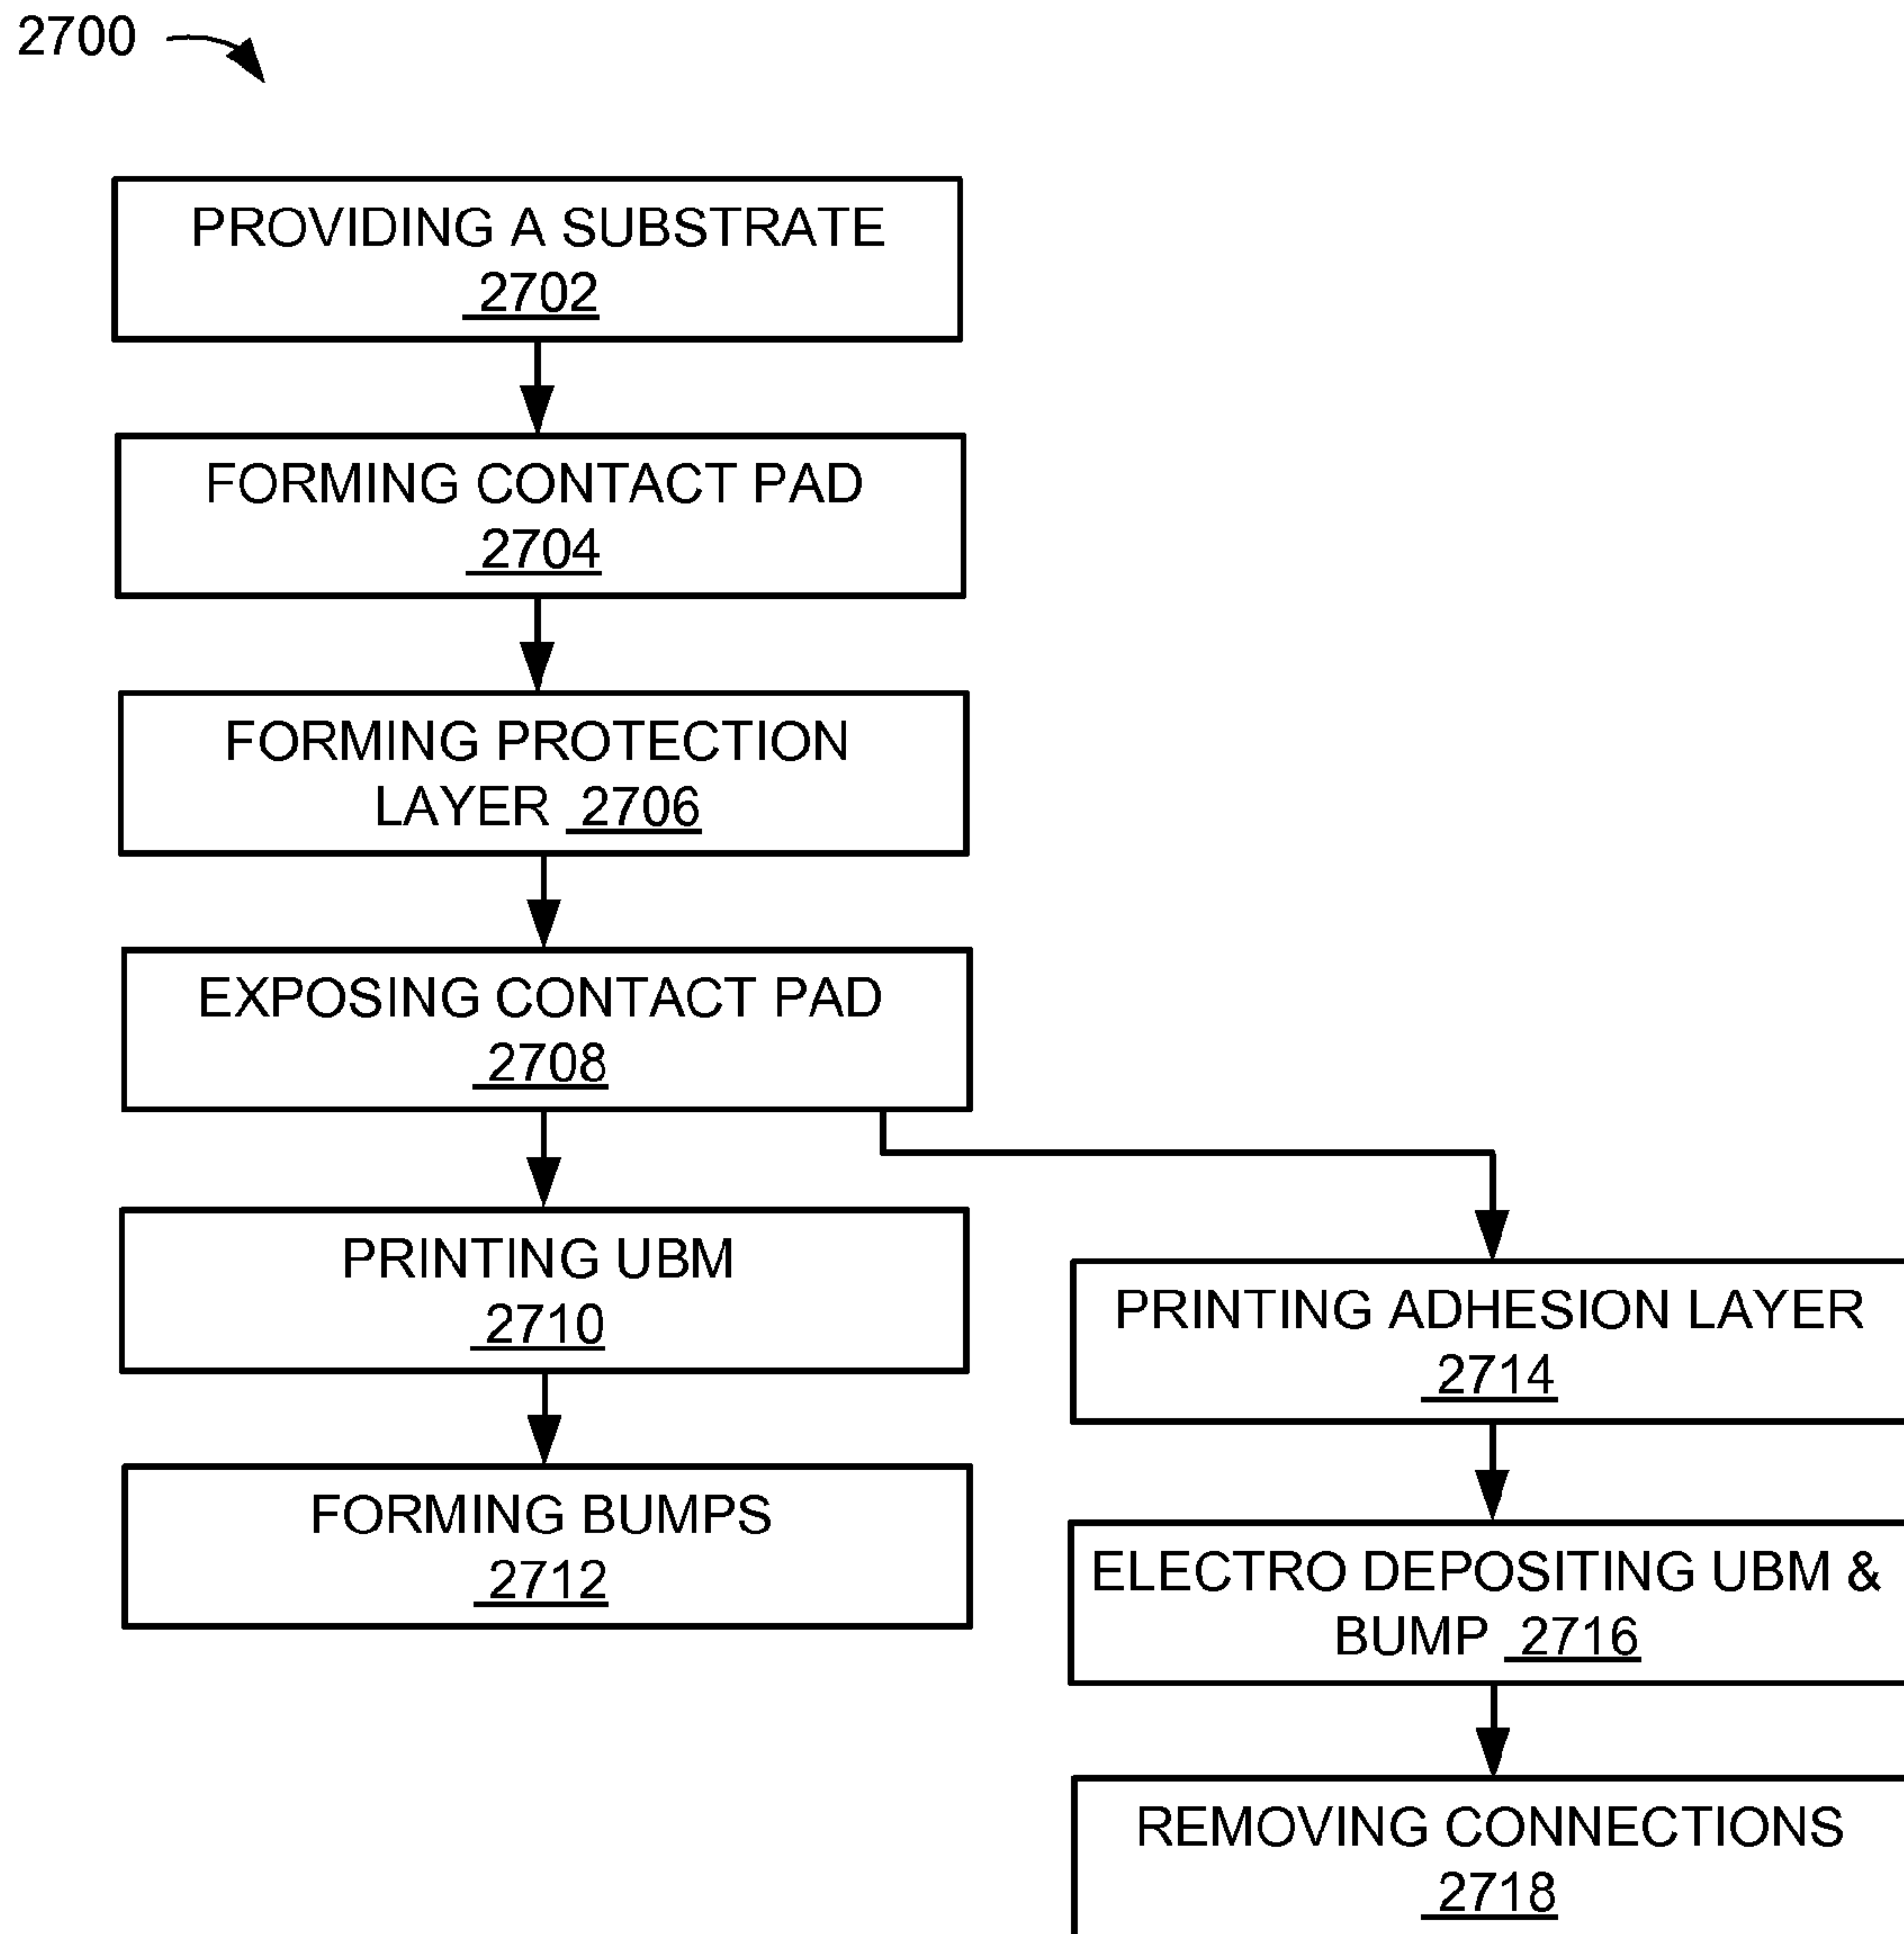 2700
PROVIDING A SUBSTRATE
2702
FORMING CONTACT PAD
2704
FORMING PROTECTION
LAYER 2706
EXPOSING CONTACT PAD
2708
PRINTING UBM
2710
FORMING BUMPS
2712
PRINTING ADHESION LAYER
2714
ELECTRO DEPOSITING UBM &
BUMP 2716
REMOVING CONNECTIONS
2718